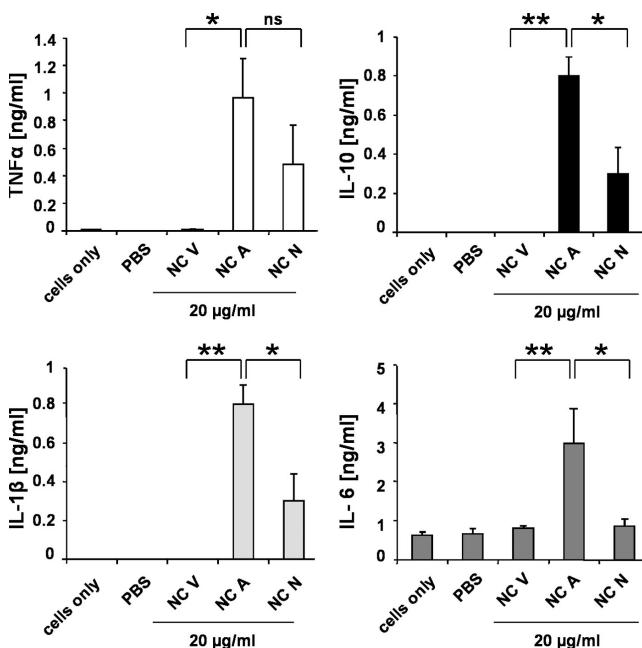 * ns
TNFα [ng/ml]
1.4
1.2
1
0.8
0.6
0.4
0.2
0
cells only PBS NC V NC A NC N
20 µg/ml
** *
IL-10 [ng/ml]
1
0.8
0.6
0.4
0.2
0
cells only PBS NC V NC A NC N
20 µg/ml
** *
IL-1β [ng/ml]
1
0.8
0.6
0.4
0.2
0
cells only PBS NC V NC A NC N
20 µg/ml
** *
IL- 6 [ng/ml]
5
4
3
2
1
0
cells only PBS NC V NC A NC N
20 µg/ml